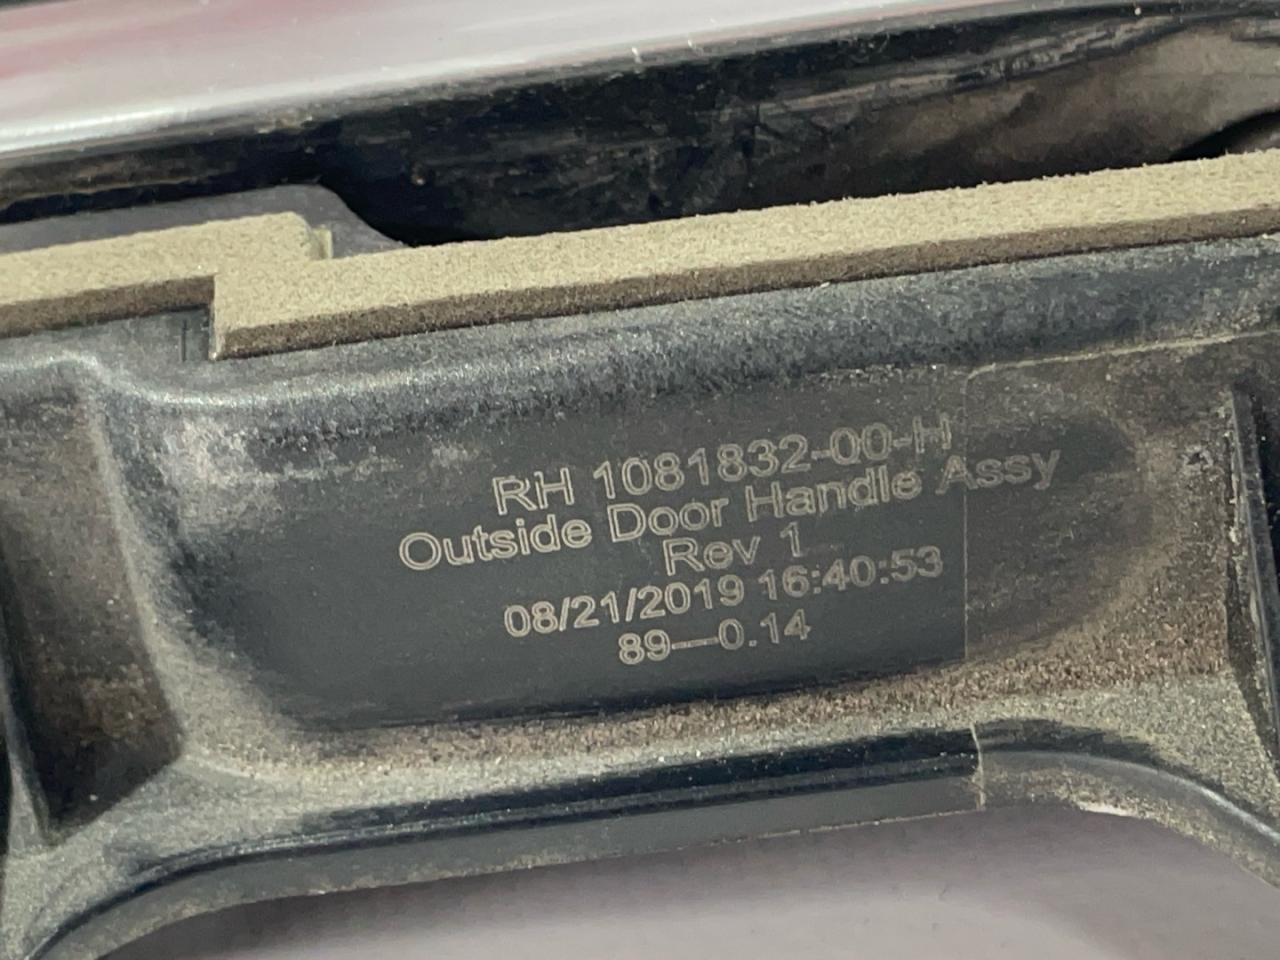 RH 1081832-00-H
Outside Door Handle Assy
Rev 1
08/21/2019 16:40:53
89—0.14